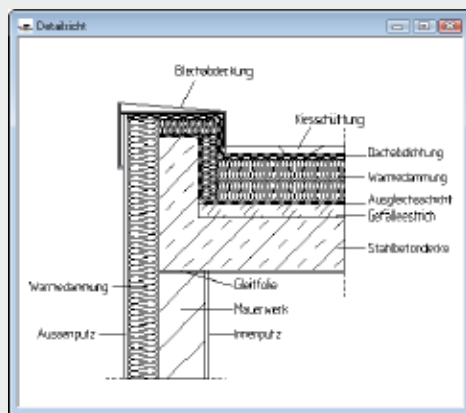 Detailsicht
Blechabdeckung
Kiesschüttung
Dachabdichtung
Wärmedämmung
Ausgleichsschicht
Gefälleestrich
Stahlbetondecke
Gleitfolie
Wärmedämmung
Mauerwerk
Aussenputz
Innenputz